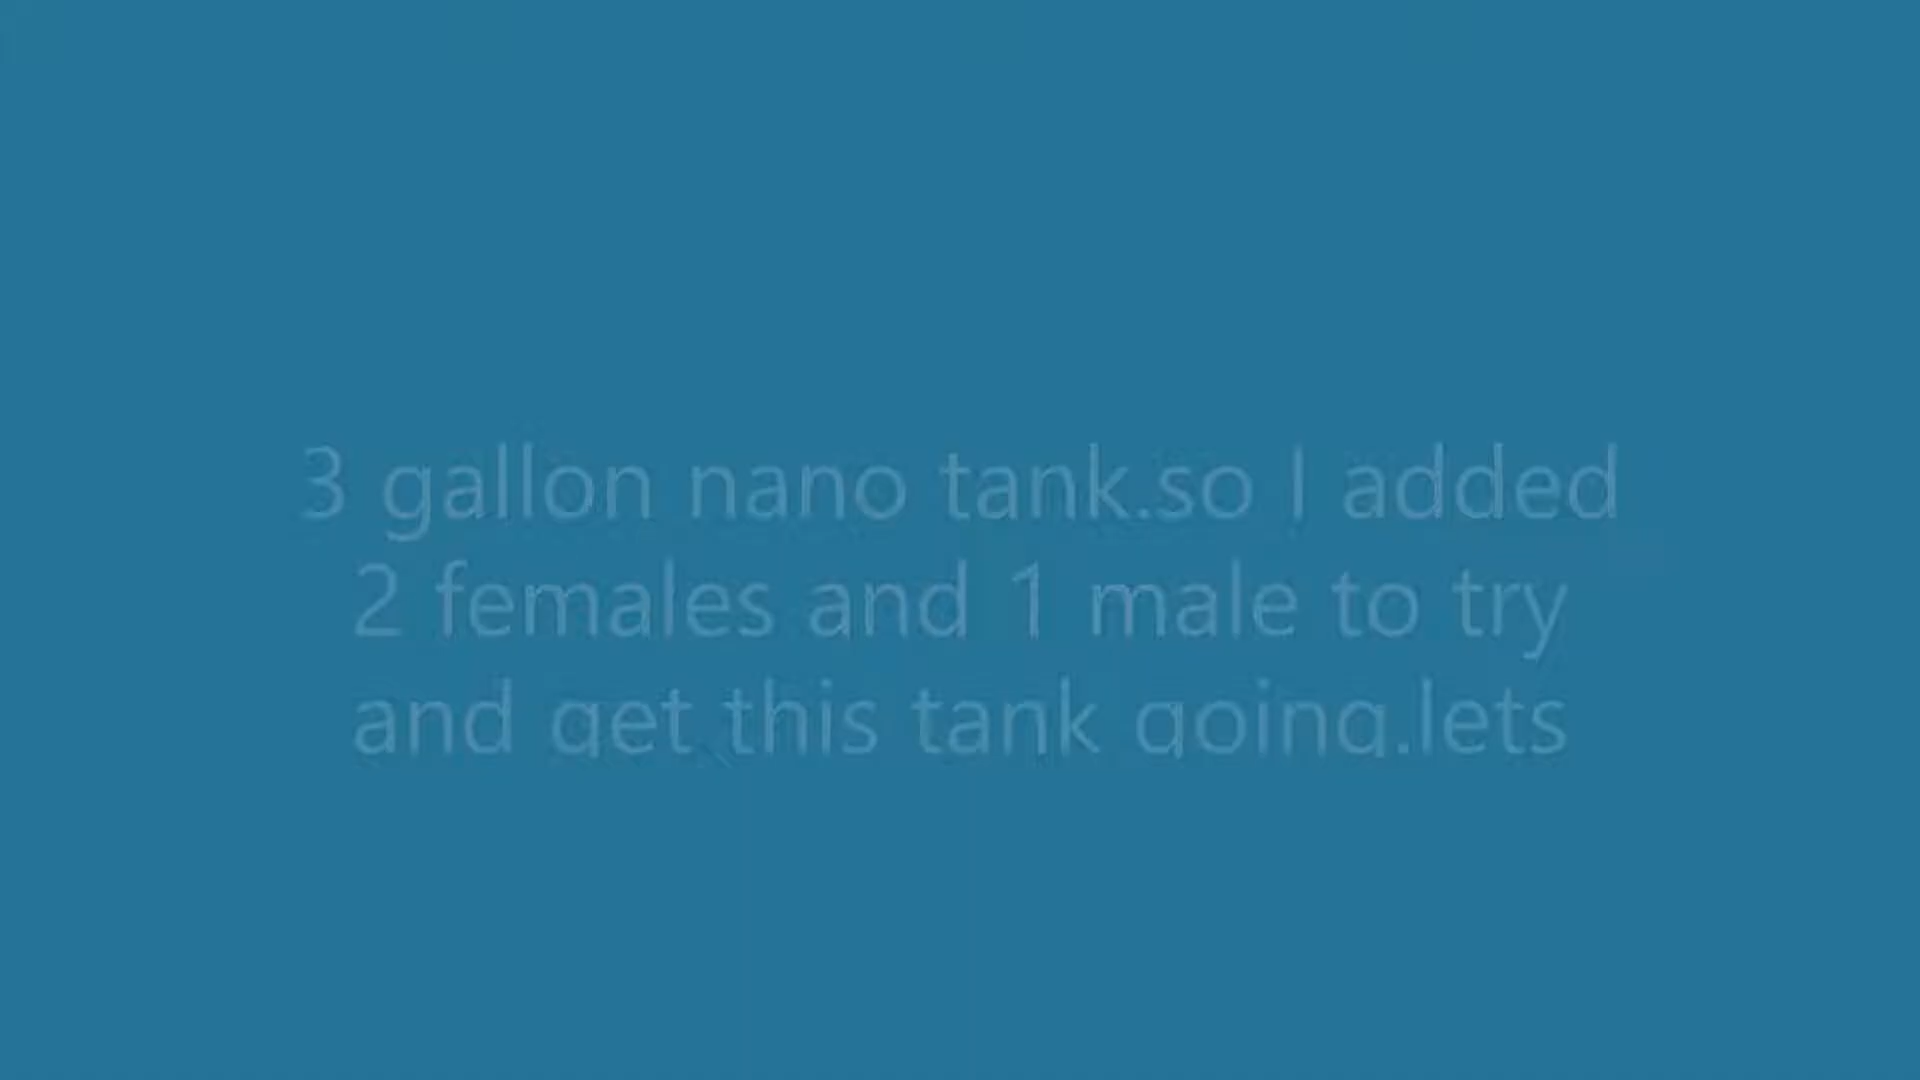 3 gallon nano tank.so I added
2 females and 1 male to try
and get this tank going.lets